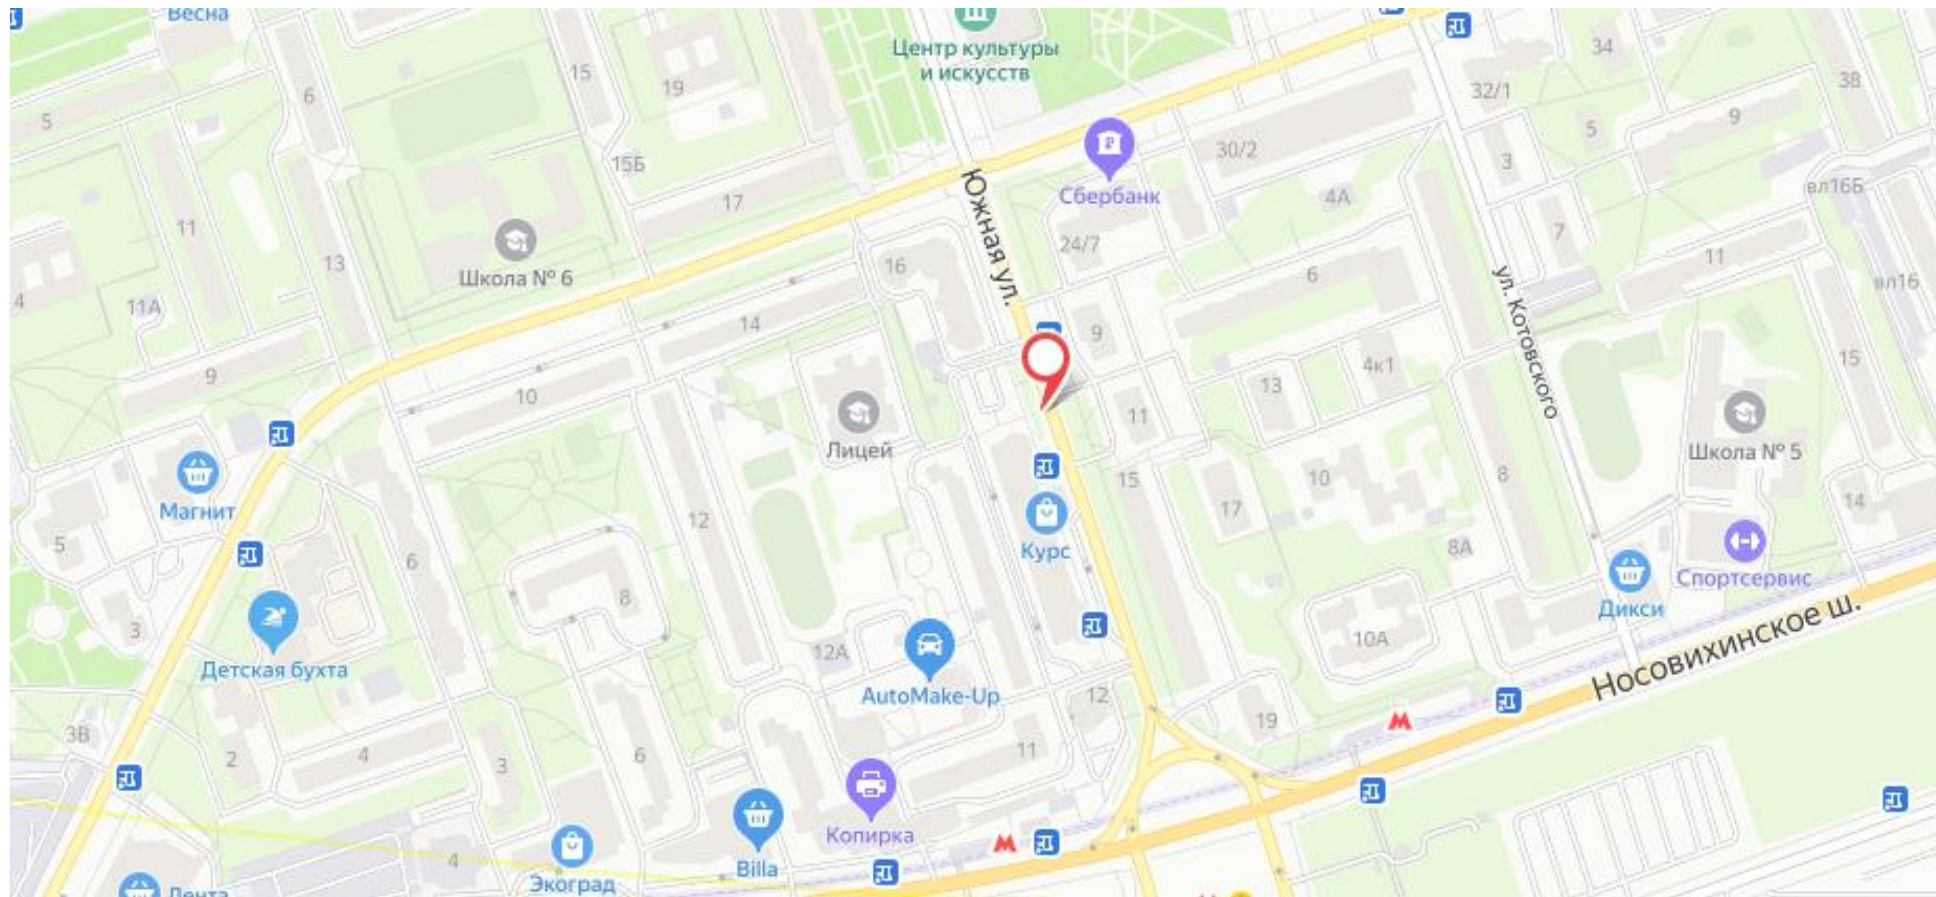 Весна
Центр культуры
и искусств
34
15
19
38
6
32/1
5
5
9
30/2
3
15Б
Сбербанк
4А
вл16Б
17
11
Южная ул.
7
24/7
16
13
11
Школа № 6
6
вл16
4
11А
14
9
ул. Котовского
15
4к1
9
13
10
11
Лицей
Школа № 5
8
15
10
14
Магнит
17
12
5
8А
Курс
6
Спортсервис
8
Дикси
3
10А
Носовихинское ш.
12А
Детская бухта
AutoMake-Up
12
19
3В
11
2
4
6
3
Копирка
4
Billa
Экоград
Лента